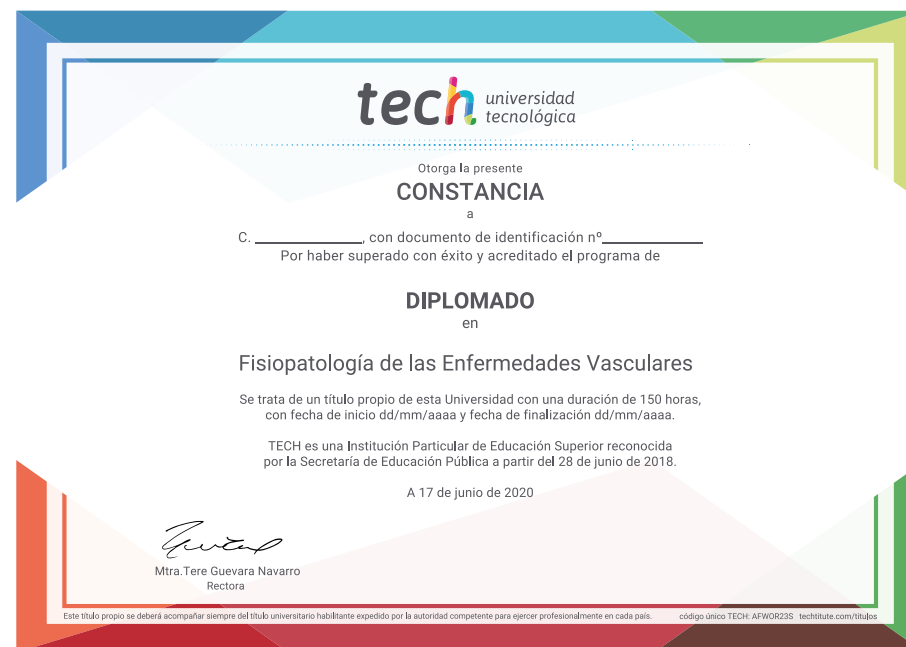 tech universidad
tecnológica
Otorga la presente
CONSTANCIA
a
C. ______________, con documento de identificación nº_____________
Por haber superado con éxito y acreditado el programa de
DIPLOMADO
en
Fisiopatología de las Enfermedades Vasculares
Se trata de un título propio de esta Universidad con una duración de 150 horas,
con fecha de inicio dd/mm/aaaa y fecha de finalización dd/mm/aaaa.
TECH es una Institución Particular de Educación Superior reconocida
por la Secretaría de Educación Pública a partir del 28 de junio de 2018.
A 17 de junio de 2020
Mtra.Tere Guevara Navarro
Rectora
Este título propio se deberá acompañar siempre del título universitario habilitante expedido por la autoridad competente para ejercer profesionalmente en cada país. código único TECH: AFWOR23S techtitute.com/titulos